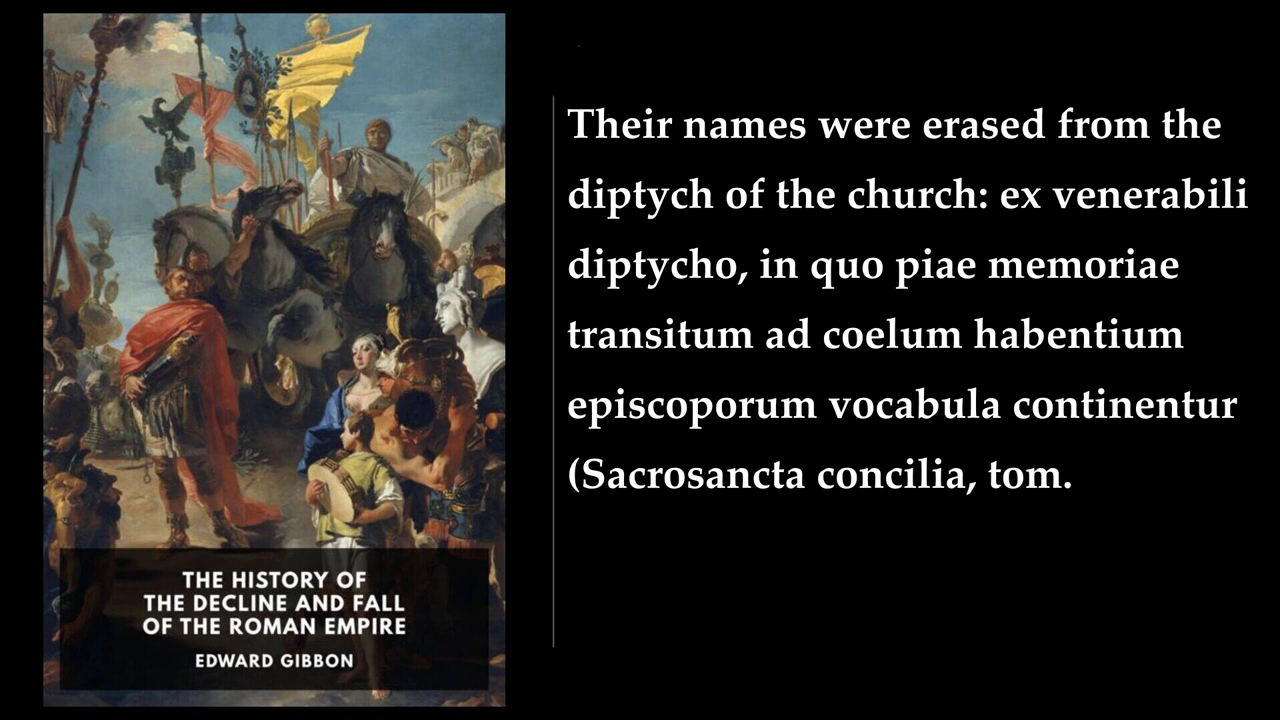 Their names were erased from the
diptych of the church: ex venerabili
diptycho, in quo piae memoriae
transitum ad coelum habentium
episcoporum vocabula continentur
(Sacrosancta concilia, tom.
THE HISTORY OF
THE DECLINE AND FALL
OF THE ROMAN EMPIRE
EDWARD GIBBON